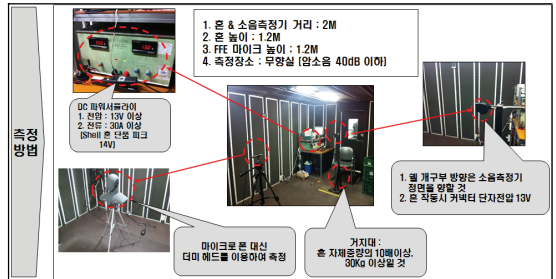 측정
방법
1. 혼 & 소음측정기 거리 : 2M
2. 혼 높이 : 1.2M
3. FFE 마이크 높이 : 1.2M
4. 측정장소 : 무향실 (암소음 40dB 이하)
DC 파워서플라이
1. 전압 : 13V 이상
2. 전류 : 30A 이상
(Shell 혼 단품 피크
14V)
1. 쉘 개구부 방향은 소음측정기
정면을 향할 것
2. 혼 작동시 커넥터 단자전압 13V
마이크로 폰 대신
더미 헤드를 이용하여 측정
거치대 :
혼 자체중량의 10배이상,
30Kg 이상일 것